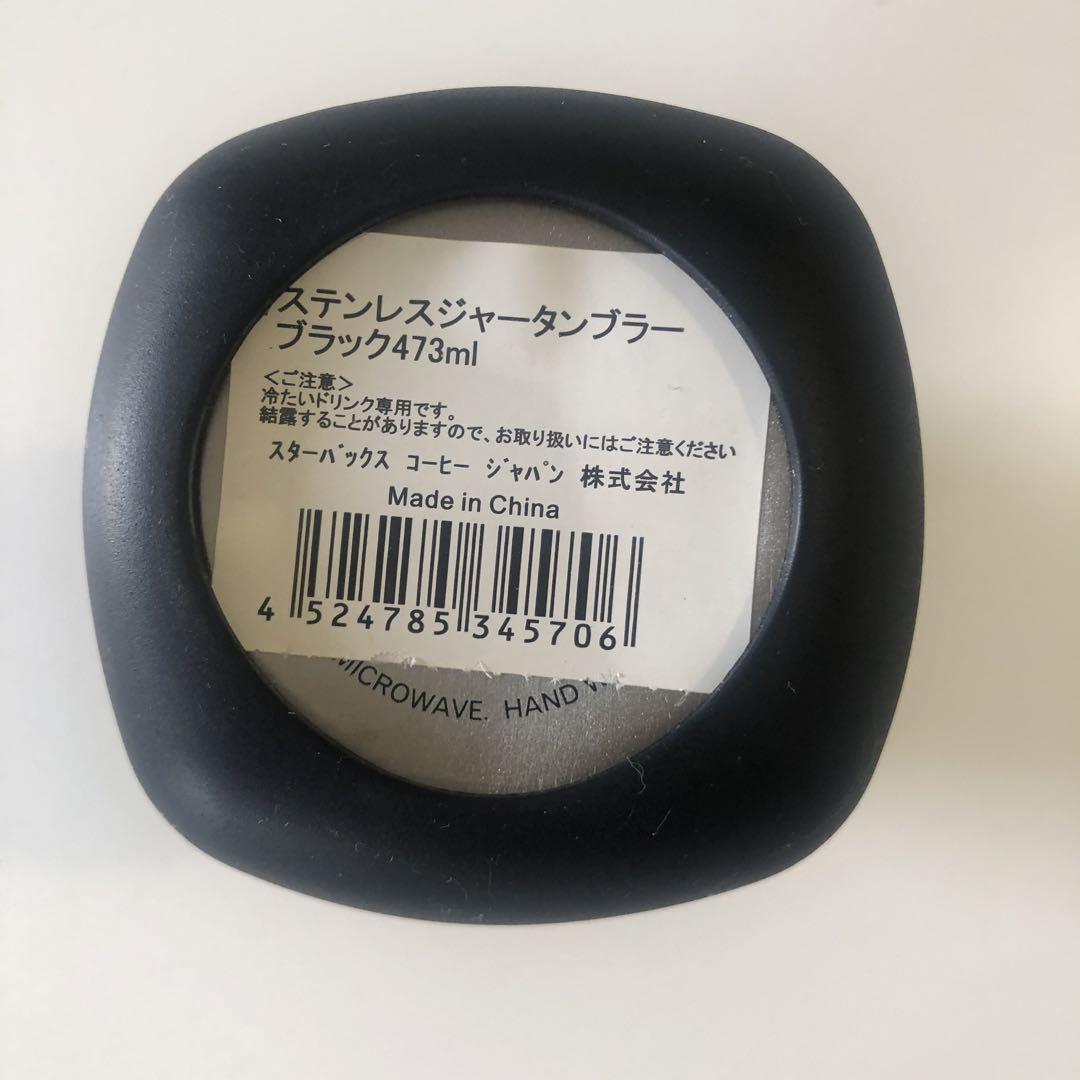 ステンレスジャータンブラー
ブラック473ml
＜ご注意＞
冷たいドリンク専用です。
結露することがありますので、お取り扱いにはご注意ください
ｽﾀｰﾊﾞｯｸｽ ｺｰﾋｰ ｼﾞｬﾊﾟﾝ 株式会社
Made in China
4 524785 345706
MICROWAVE. HAND